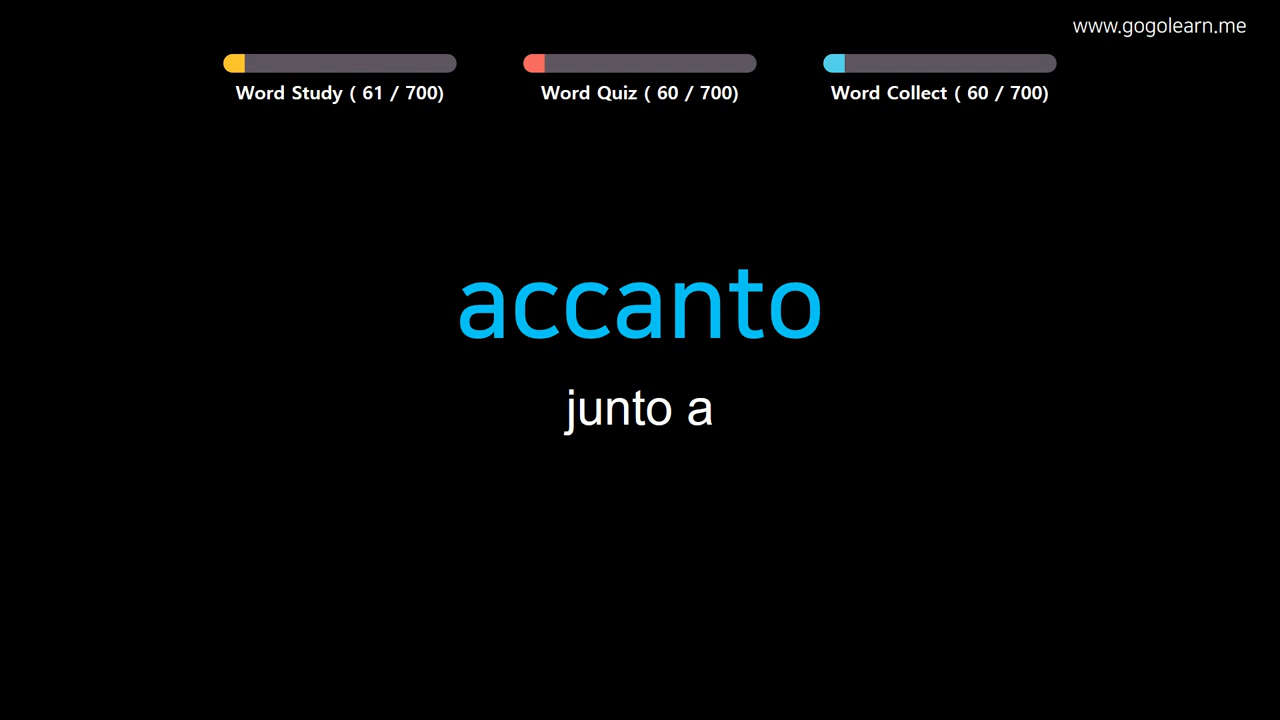 www.gogolearn.me
Word Study ( 61 / 700)
Word Quiz ( 60 / 700)
Word Collect ( 60 / 700)
accanto
junto a